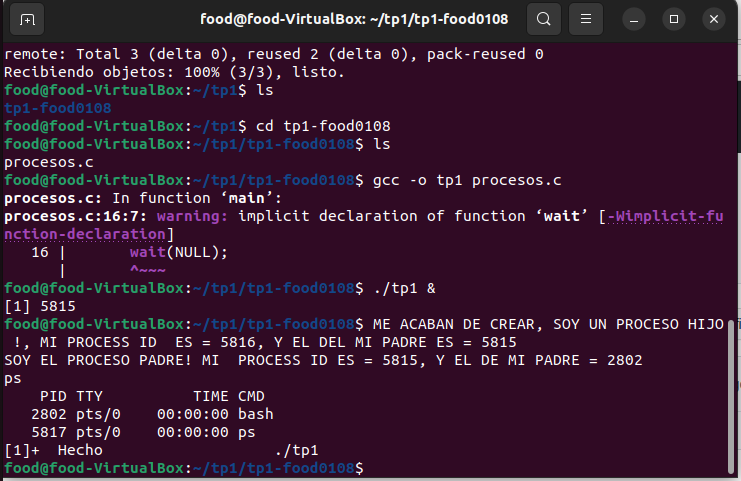 food@food-VirtualBox: ~/tp1/tp1-food0108
remote: Total 3 (delta 0), reused 2 (delta 0), pack-reused 0
Recibiendo objetos: 100% (3/3), listo.
food@food-VirtualBox:~/tp1$ ls
tp1-food0108
food@food-VirtualBox:~/tp1$ cd tp1-food0108
food@food-VirtualBox:~/tp1/tp1-food0108$ ls
procesos.c
food@food-VirtualBox:~/tp1/tp1-food0108$ gcc -o tp1 procesos.c
procesos.c: In function ‘main’:
procesos.c:16:7: warning: implicit declaration of function ‘wait’ [-Wimplicit-fu
nction-declaration]
   16 |       wait(NULL);
      |       ^~~~
food@food-VirtualBox:~/tp1/tp1-food0108$ ./tp1 &
[1] 5815
food@food-VirtualBox:~/tp1/tp1-food0108$ ME ACABAN DE CREAR, SOY UN PROCESO HIJO
 !, MI PROCESS ID  ES = 5816, Y EL DEL MI PADRE ES = 5815
SOY EL PROCESO PADRE! MI  PROCESS ID ES = 5815, Y EL DE MI PADRE = 2802
ps
    PID TTY          TIME CMD
   2802 pts/0    00:00:00 bash
   5817 pts/0    00:00:00 ps
[1]+  Hecho                   ./tp1
food@food-VirtualBox:~/tp1/tp1-food0108$